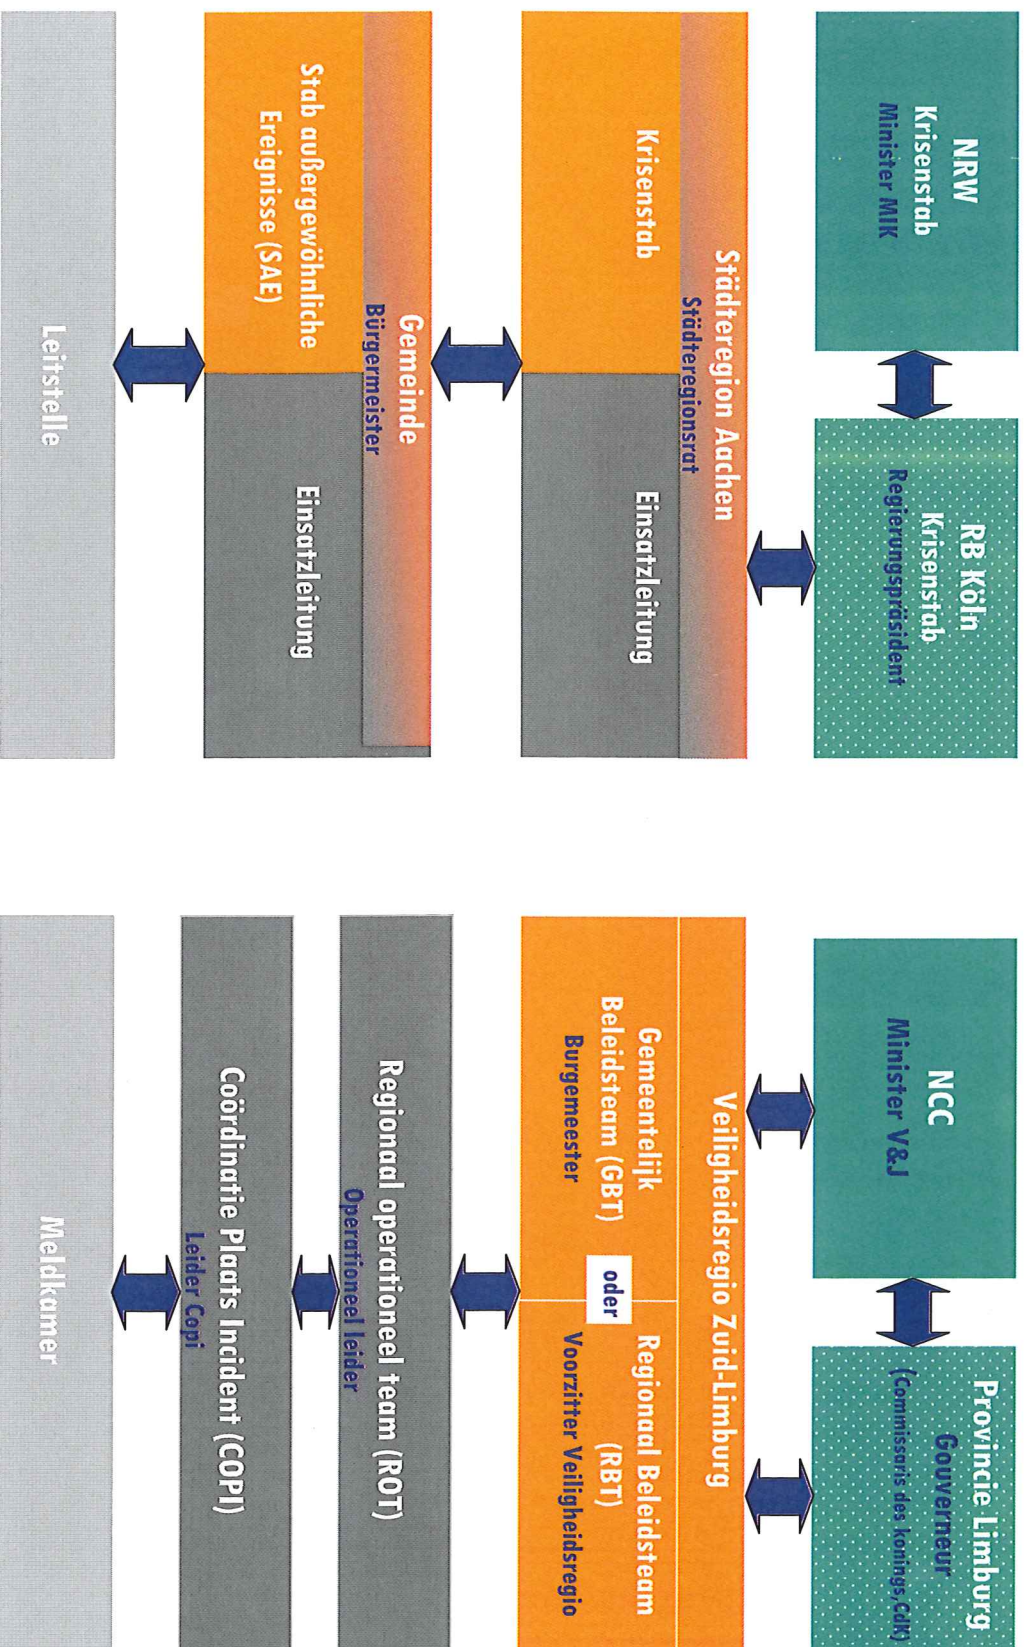 NRW
Krisenstab
Minister MIK
RB Köln
Krisenstab
Regierungspräsident
Städteregion Aachen
Städteregionsrat
Krisenstab
Einsatzleitung
Gemeinde
Bürgermeister
Stab außergewöhnliche
Ereignisse (SAE)
Einsatzleitung
Leitstelle
NCC
Minister V&J
Provincie Limburg
Gouverneur
(Commissaris des konings,CdK)
Veiligheidsregio Zuid-Limburg
Gemeentelijk
Beleidsteam (GBT)
Burgemeester
oder
Regionaal Beleidsteam
(RBT)
Voorzitter Veiligheidsregio
Regionaal operationeel team (ROT)
Operationeel leider
Coördinatie Plaats Incident (COPI)
Leider Copi
Meldkamer